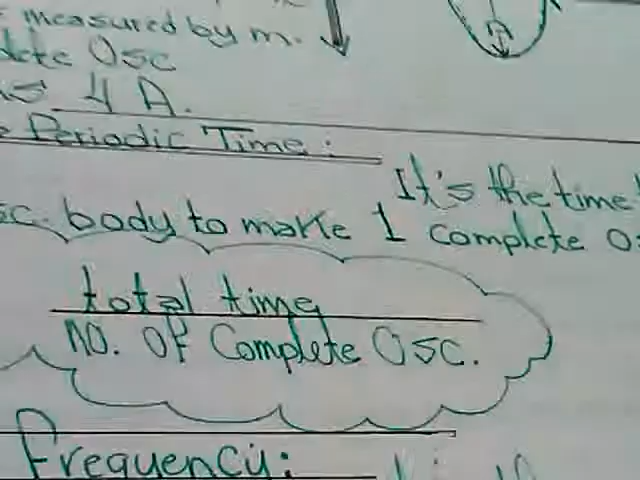 measured by m.
Osc
4 A.
Periodic Time:
It's the time
body to make 1 complete
total time
no. of Complete Osc.
Frequency: